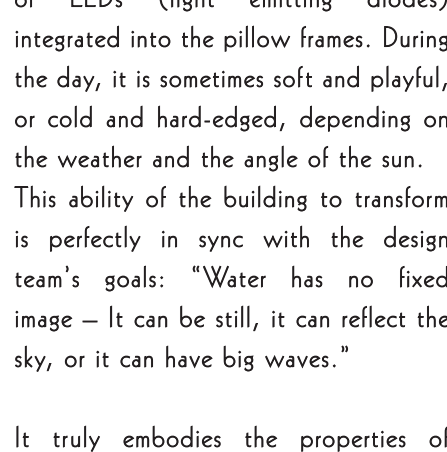 of LEDs (light emitting diodes)
integrated into the pillow frames. During
the day, it is sometimes soft and playful,
or cold and hard-edged, depending on
the weather and the angle of the sun.
This ability of the building to transform
is perfectly in sync with the design
team’s goals: “Water has no fixed
image – It can be still, it can reflect the
sky, or it can have big waves.”

It truly embodies the properties of